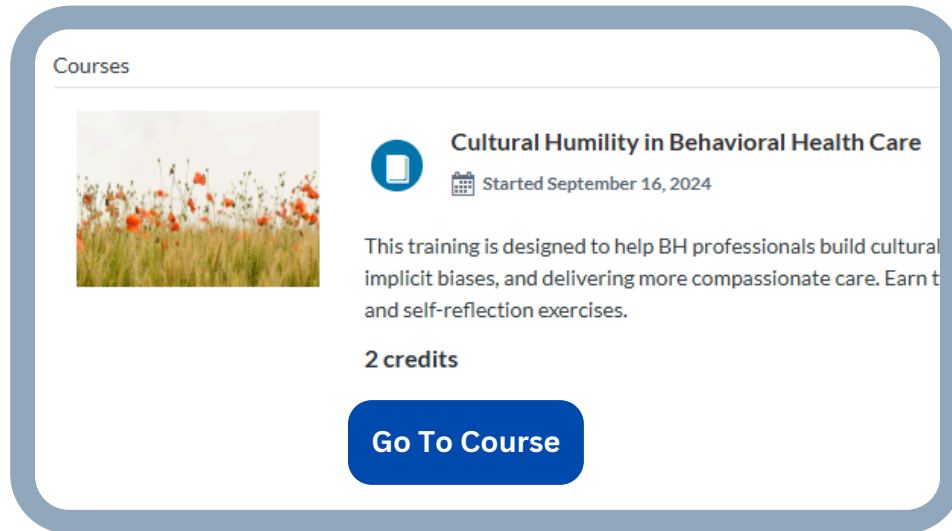 Courses
Cultural Humility in Behavioral Health Care
Started September 16, 2024
This training is designed to help BH professionals build cultural
implicit biases, and delivering more compassionate care. Earn t
and self-reflection exercises.
2 credits
Go To Course